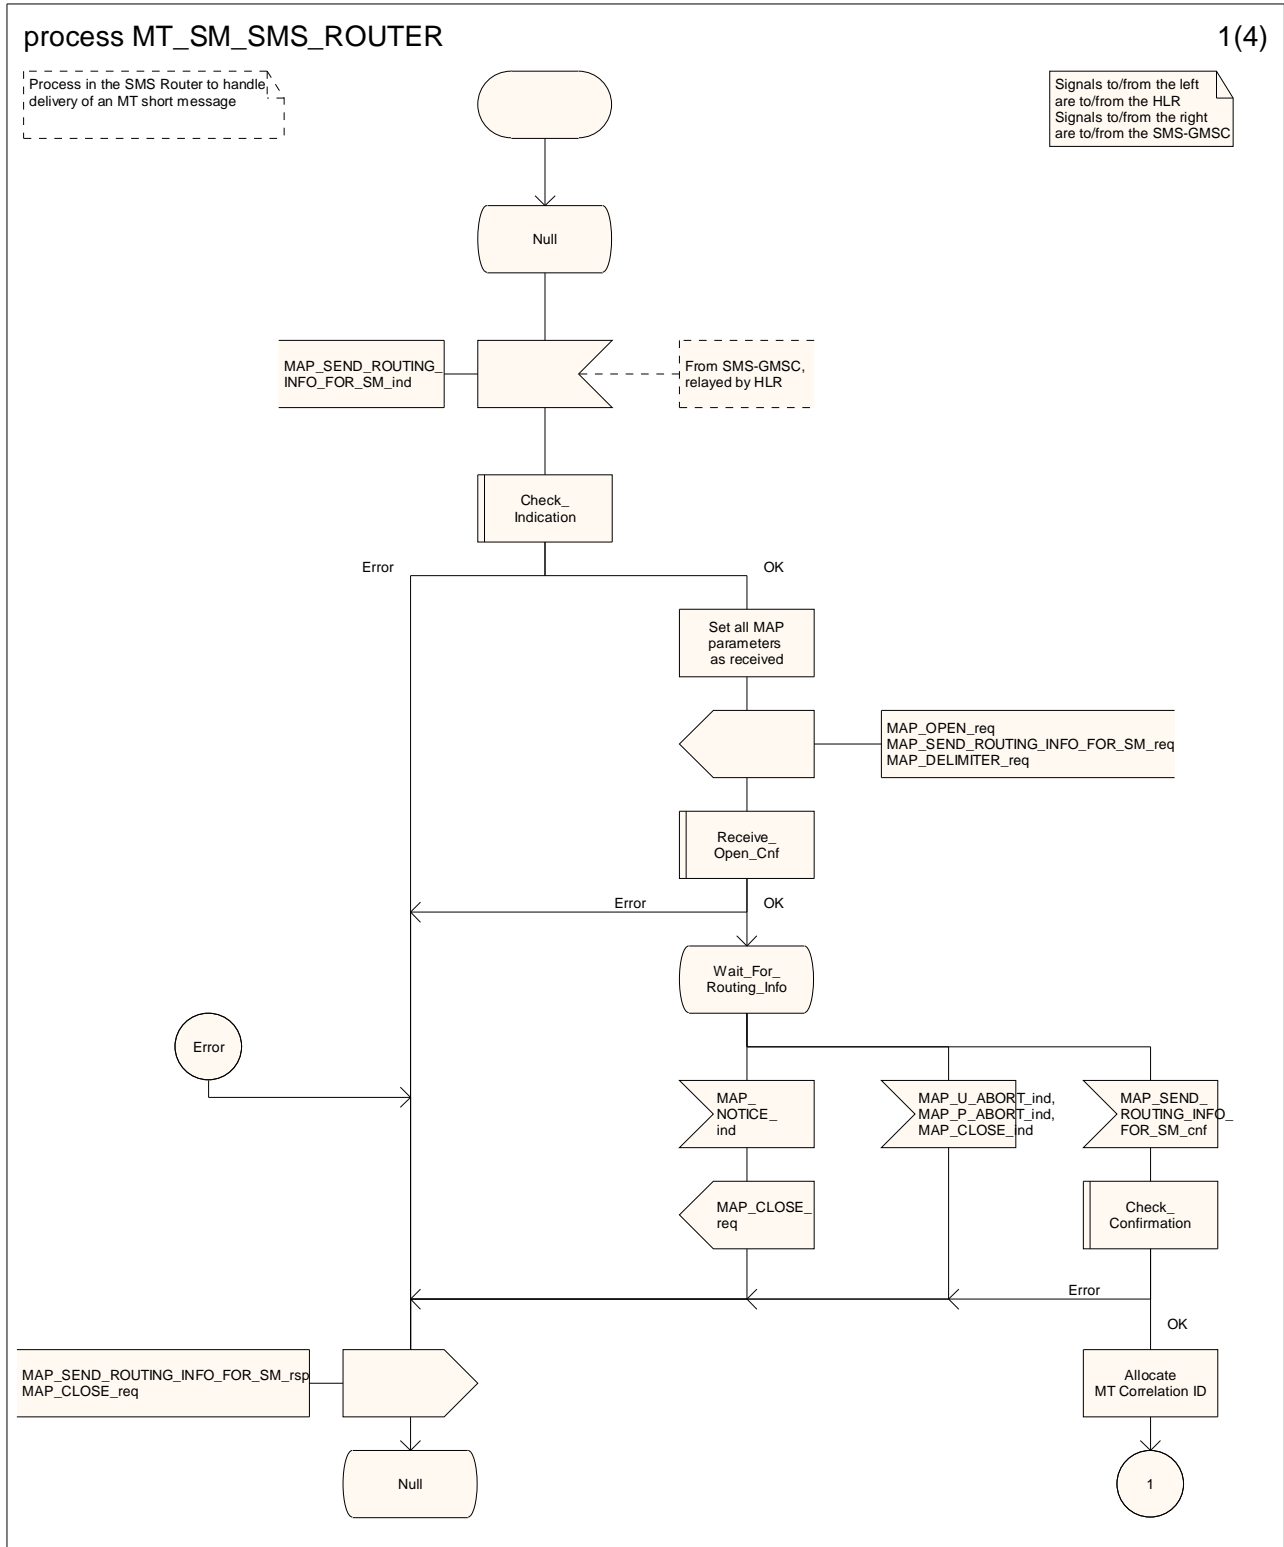 process MT_SM_SMS_ROUTER
1(4)
Process in the SMS Router to handle
delivery of an MT short message
Signals to/from the left
are to/from the HLR
Signals to/from the right
are to/from the SMS-GMSC
Null
MAP_SEND_ROUTING_
INFO_FOR_SM_ind
From SMS-GMSC,
relayed by HLR
Check_
Indication
Error
OK
Set all MAP
parameters
as received
MAP_OPEN_req
MAP_SEND_ROUTING_INFO_FOR_SM_req
MAP_DELIMITER_req
Receive_
Open_Cnf
Error
OK
Wait_For_
Routing_Info
Error
MAP_
NOTICE_
ind
MAP_U_ABORT_ind,
MAP_P_ABORT_ind,
MAP_CLOSE_ind
MAP_SEND_
ROUTING_INFO_
FOR_SM_cnf
MAP_CLOSE_
req
Check_
Confirmation
Error
OK
MAP_SEND_ROUTING_INFO_FOR_SM_rsp
MAP_CLOSE_req
Allocate
MT Correlation ID
Null
1